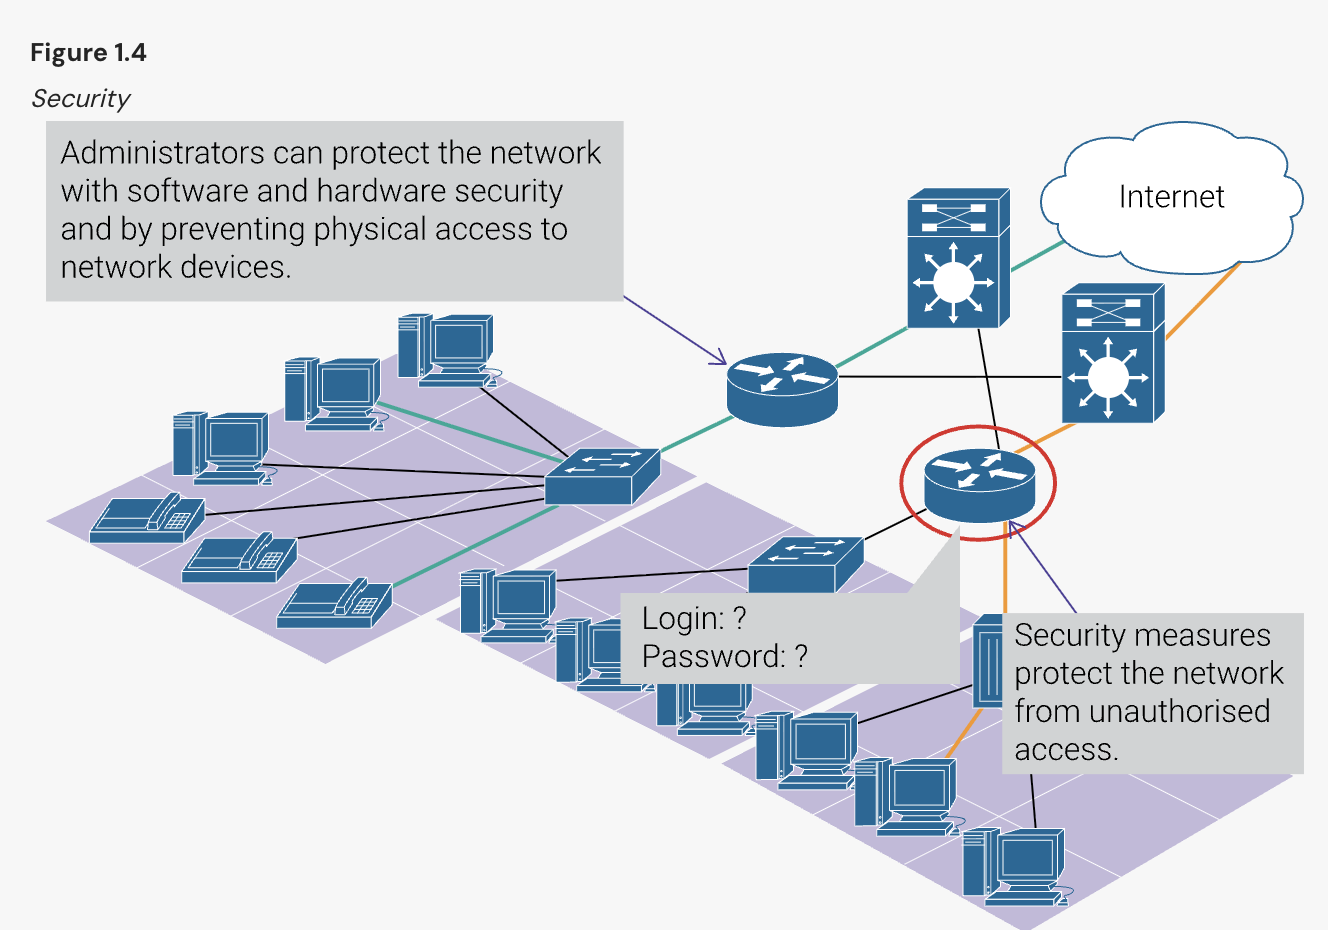 Figure 1.4
Security
Administrators can protect the network
with software and hardware security
and by preventing physical access to
network devices.
Internet
Login: ?
Password: ?
Security measures
protect the network
from unauthorised
access.